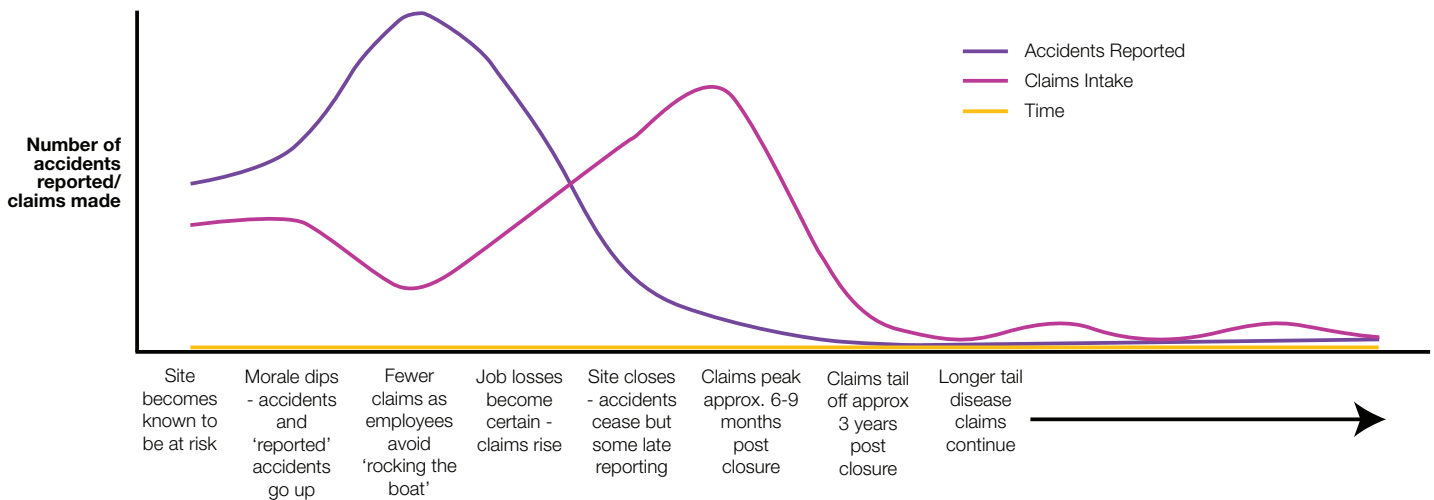 Accidents Reported
Claims Intake
Time
Number of
accidents
reported/
claims made
Site
becomes
known to
be at risk
Morale dips
- accidents
and
‘reported’
accidents
go up
Fewer
claims as
employees
avoid
‘rocking the
boat’
Job losses
become
certain -
claims rise
Site closes
- accidents
cease but
some late
reporting
Claims peak
approx. 6-9
months
post
closure
Claims tail
off approx
3 years
post
closure
Longer tail
disease
claims
continue